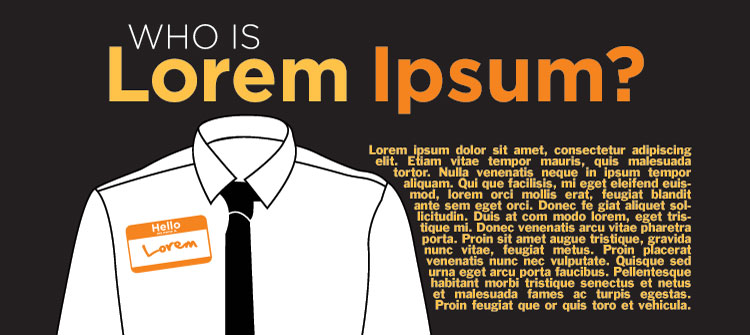 WHO IS
Lorem Ipsum?
Hello
Lorem
Lorem ipsum dolor sit amet, consectetur adipiscing
elit. Etiam vitae tempor mauris, quis malesuada
tortor. Nulla venenatis neque in ipsum tempor
aliquam. Qui que facilisis, mi eget eleifend euis-
mod, lorem orci mollis erat, feugiat blandit
ante sem eget orci. Donec fe giat aliquet sol-
licitudin. Duis at com modo lorem, eget tris-
tique mi. Donec venenatis arcu vitae pharetra
porta. Proin sit amet augue tristique, gravida
nunc vitae, feugiat metus. Proin placerat
venenatis nunc nec vulputate. Quisque sed
urna eget arcu porta faucibus. Pellentesque
habitant morbi tristique senectus et netus
et malesuada fames ac turpis egestas.
Proin feugiat que or quis toro et vehicula.